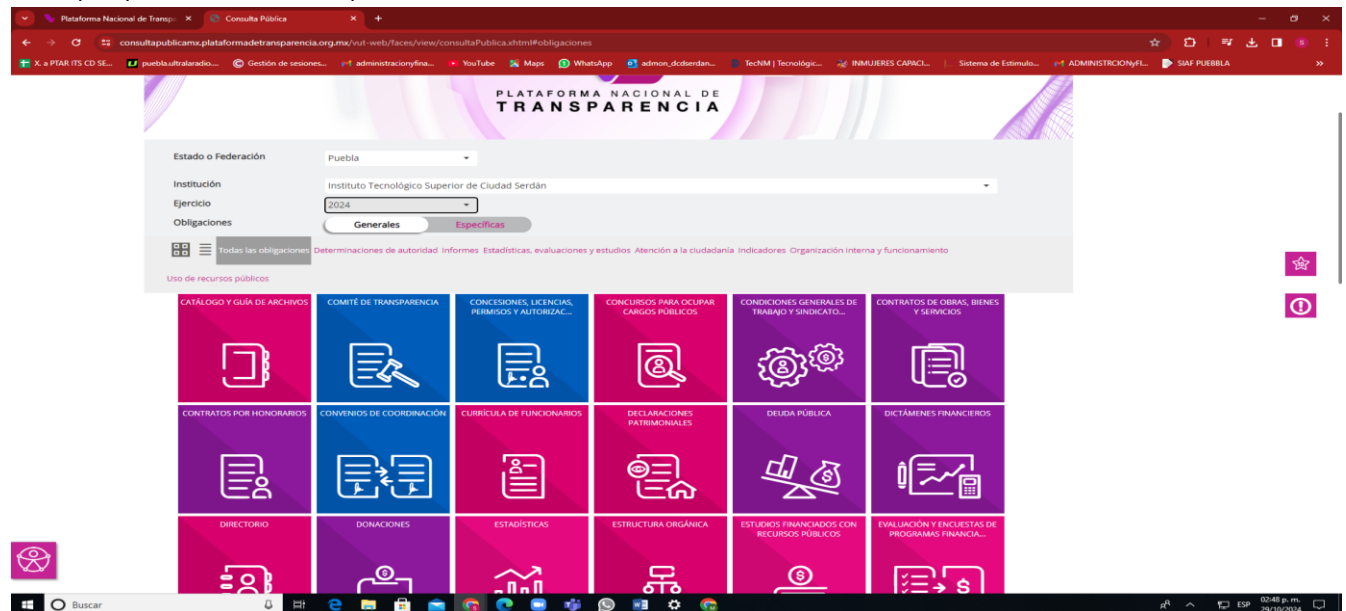 Plataforma Nacional de Transp
Consulta Pública
consultapublicamx.plataformadetransparencia.org.mx/vut-web/faces/view/consultaPublica.xhtml#obligaciones
X. a PTAR ITS CD SE...
puebla.ultralaradio....
Gestión de sesiones...
administracionyfina...
YouTube
Maps
WhatsApp
admon_dcdserdan...
TecNM | Tecnológic...
INMUJERES CAPACI...
Sistema de Estimulo...
ADMINISTRCIONyFI...
SIAF PUEBBLA
PLATAFORMA NACIONAL DE
TRANSPARENCIA
Estado o Federación
Puebla
Institución
Instituto Tecnológico Superior de Ciudad Serdán
Ejercicio
2024
Obligaciones
Generales
Específicas
Todas las obligaciones
Determinaciones de autoridad
Informes
Estadísticas, evaluaciones y estudios
Atención a la ciudadanía
Indicadores
Organización interna y funcionamiento
Uso de recursos públicos
CATÁLOGO Y GUÍA DE ARCHIVOS
COMITÉ DE TRANSPARENCIA
CONCESIONES, LICENCIAS,
PERMISOS Y AUTORIZAC...
CONCURSOS PARA OCUPAR
CARGOS PÚBLICOS
CONDICIONES GENERALES DE
TRABAJO Y SINDICATO...
CONTRATOS DE OBRAS, BIENES
Y SERVICIOS
CONTRATOS POR HONORARIOS
CONVENIOS DE COORDINACIÓN
CURRÍCULA DE FUNCIONARIOS
DECLARACIONES
PATRIMONIALES
DEUDA PÚBLICA
DICTÁMENES FINANCIEROS
DIRECTORIO
DONACIONES
ESTADÍSTICAS
ESTRUCTURA ORGÁNICA
ESTUDIOS FINANCIADOS CON
RECURSOS PÚBLICOS
EVALUACIÓN Y ENCUESTAS DE
PROGRAMAS FINANCIA...
Buscar
ESP
02:48 p. m.
29/10/2024